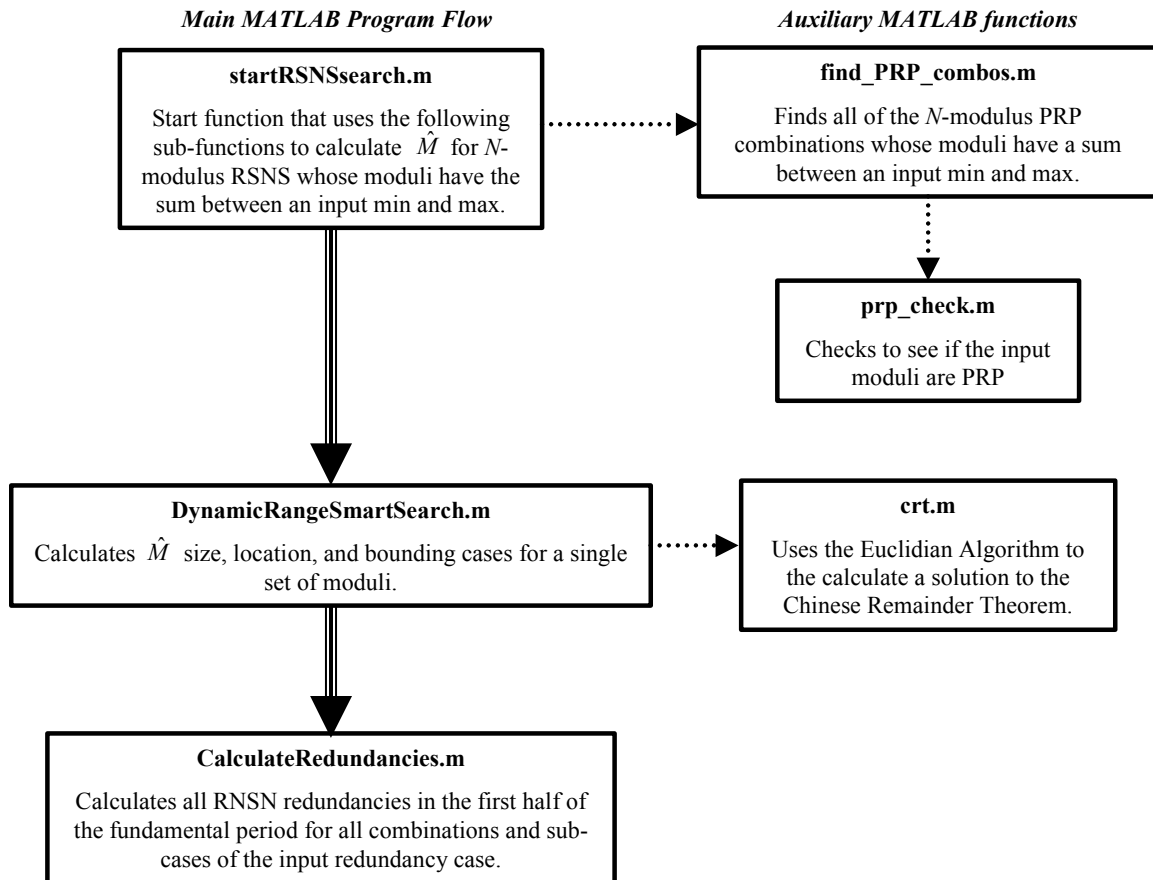 Main MATLAB Program Flow
Auxiliary MATLAB functions
startRSNSsearch.m
Start function that uses the following
sub-functions to calculate M̂ for N-
modulus RSNS whose moduli have the
sum between an input min and max.
find_PRP_combos.m
Finds all of the N-modulus PRP
combinations whose moduli have a sum
between an input min and max.
prp_check.m
Checks to see if the input
moduli are PRP
DynamicRangeSmartSearch.m
Calculates M̂ size, location, and bounding cases for a single
set of moduli.
crt.m
Uses the Euclidian Algorithm to
the calculate a solution to the
Chinese Remainder Theorem.
CalculateRedundancies.m
Calculates all RNSN redundancies in the first half of
the fundamental period for all combinations and sub-
cases of the input redundancy case.